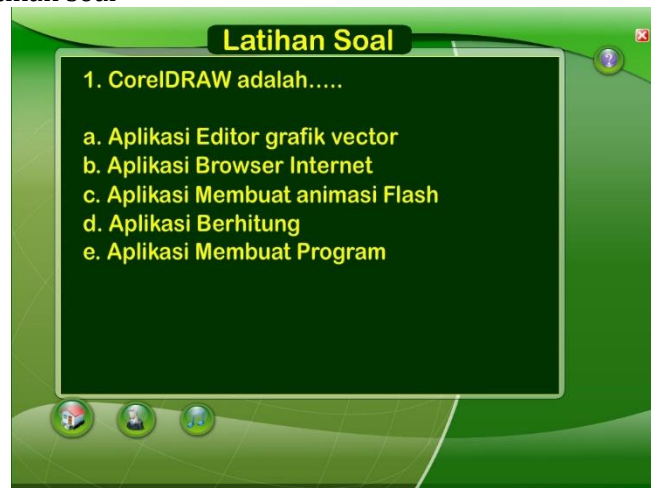 Latihan Soal
1. CorelDRAW adalah.....
a. Aplikasi Editor grafik vector
b. Aplikasi Browser Internet
c. Aplikasi Membuat animasi Flash
d. Aplikasi Berhitung
e. Aplikasi Membuat Program